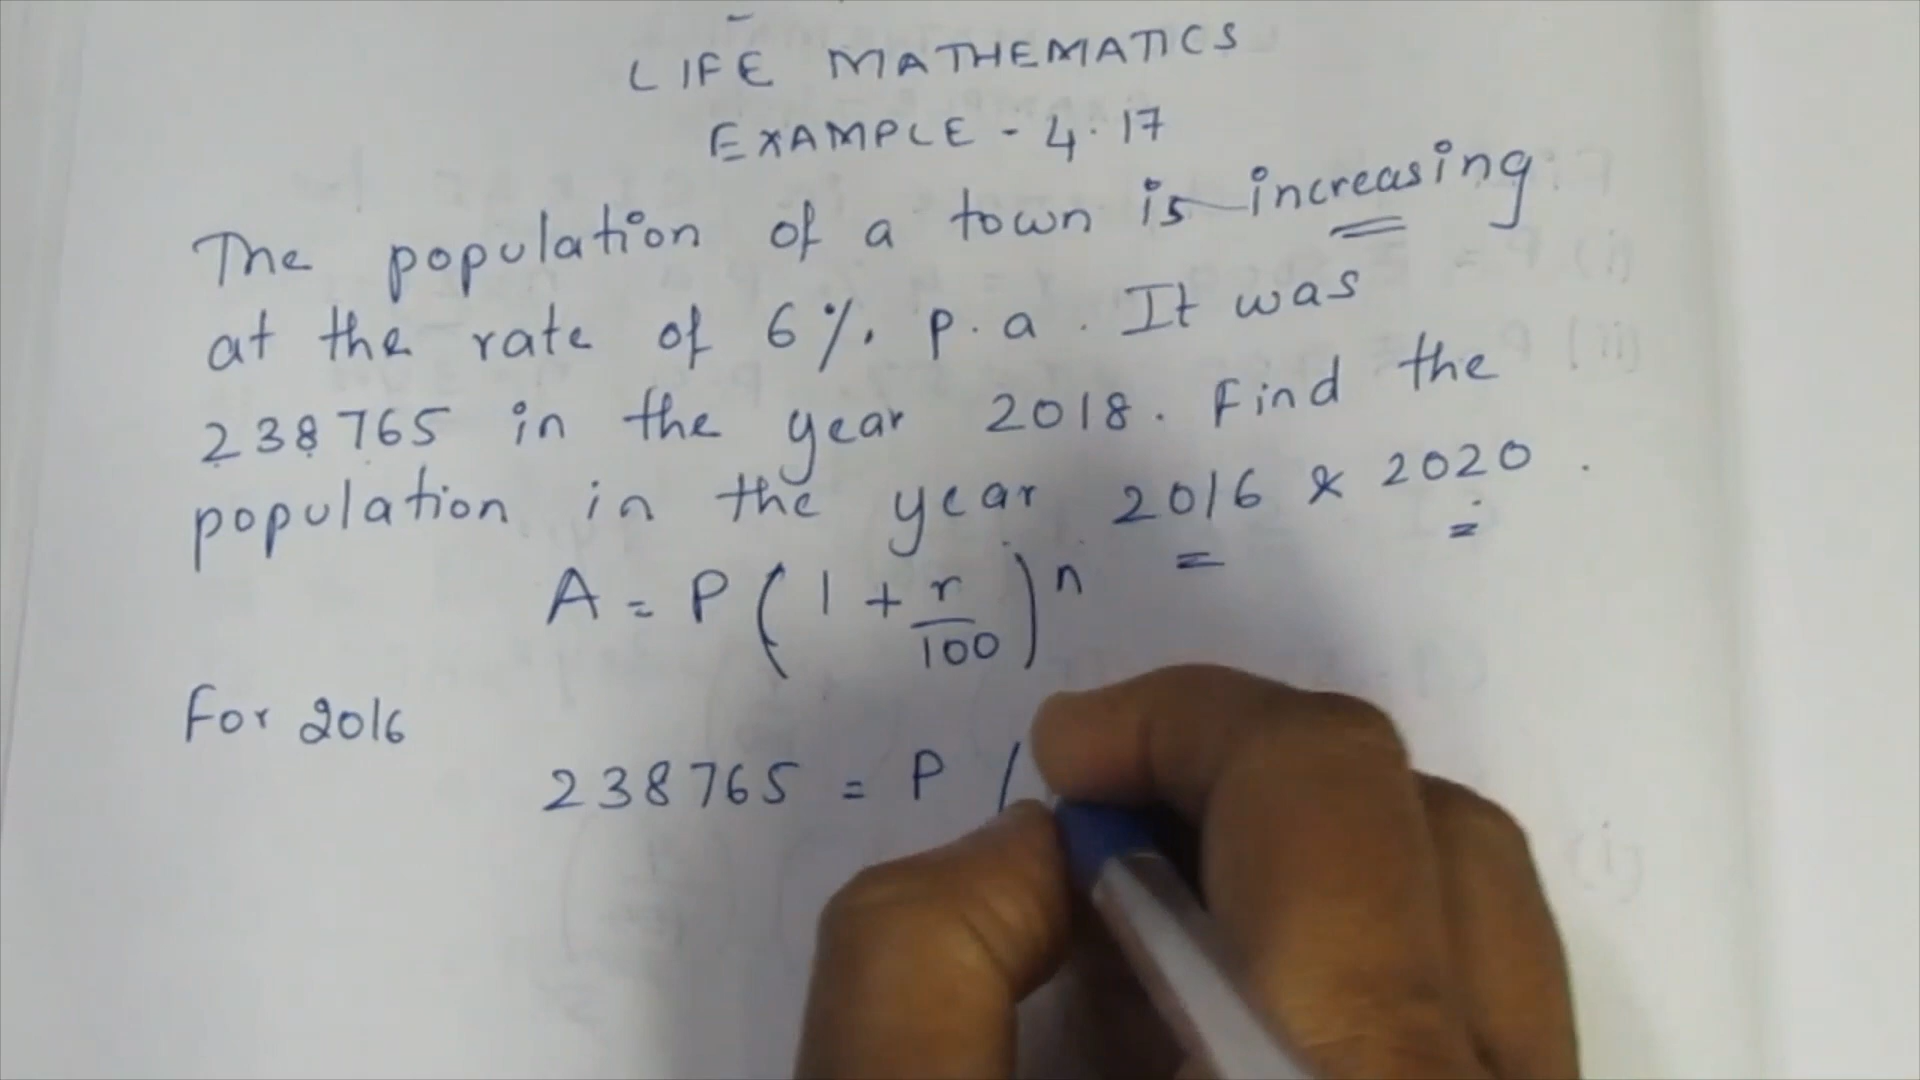 LIFE MATHEMATICS
EXAMPLE - 4.17
The population of a town is increasing
at the rate of 6% p.a. It was
238765 in the year 2018. Find the
population in the year 2016 & 2020.
A = P ( 1 + r/100 )^n
For 2016
238765 = P (